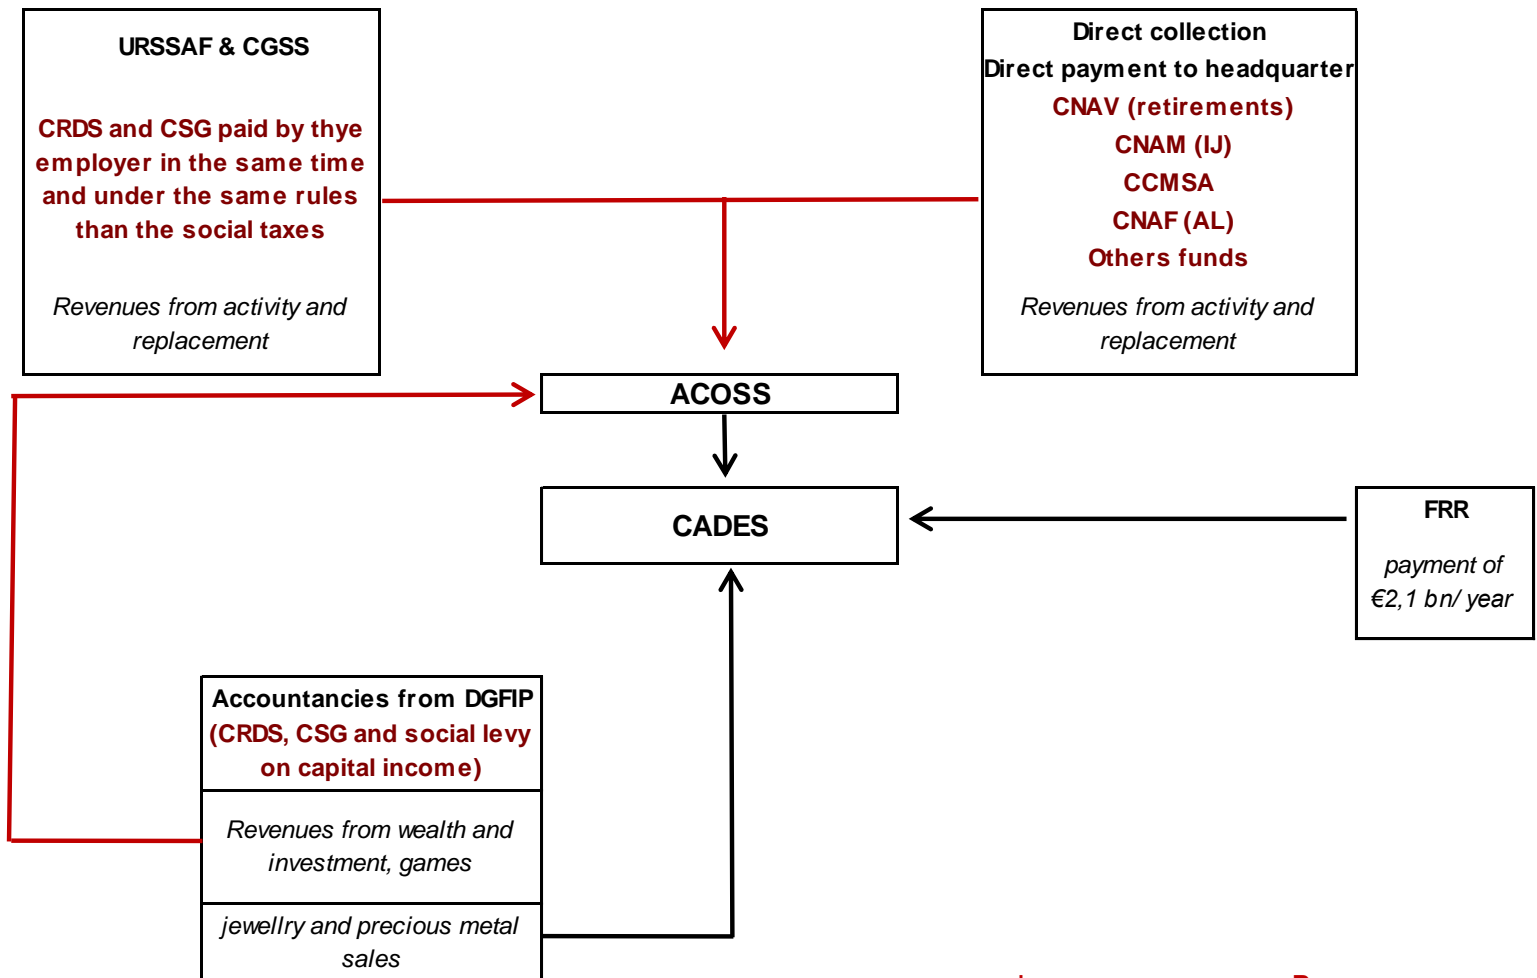 URSSAF & CGSS
CRDS and CSG paid by thye
employer in the same time
and under the same rules
than the social taxes
Revenues from activity and
replacement
Direct collection
Direct payment to headquarter
CNAV (retirements)
CNAM (IJ)
CCMSA
CNAF (AL)
Others funds
Revenues from activity and
replacement
ACOSS
CADES
FRR
payment of
€2,1 bn/ year
Accountancies from DGFIP
(CRDS, CSG and social levy
on capital income)
Revenues from wealth and
investment, games
jewellry and precious metal
sales